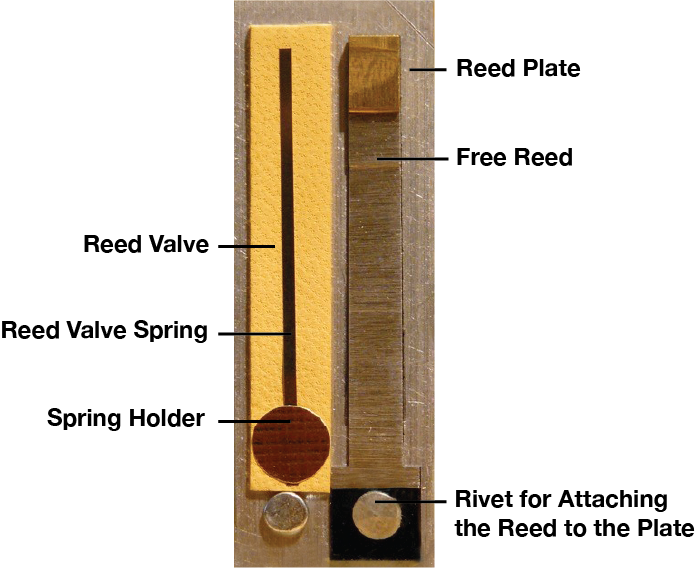 Reed Plate
Free Reed
Reed Valve
Reed Valve Spring
Spring Holder
Rivet for Attaching
the Reed to the Plate